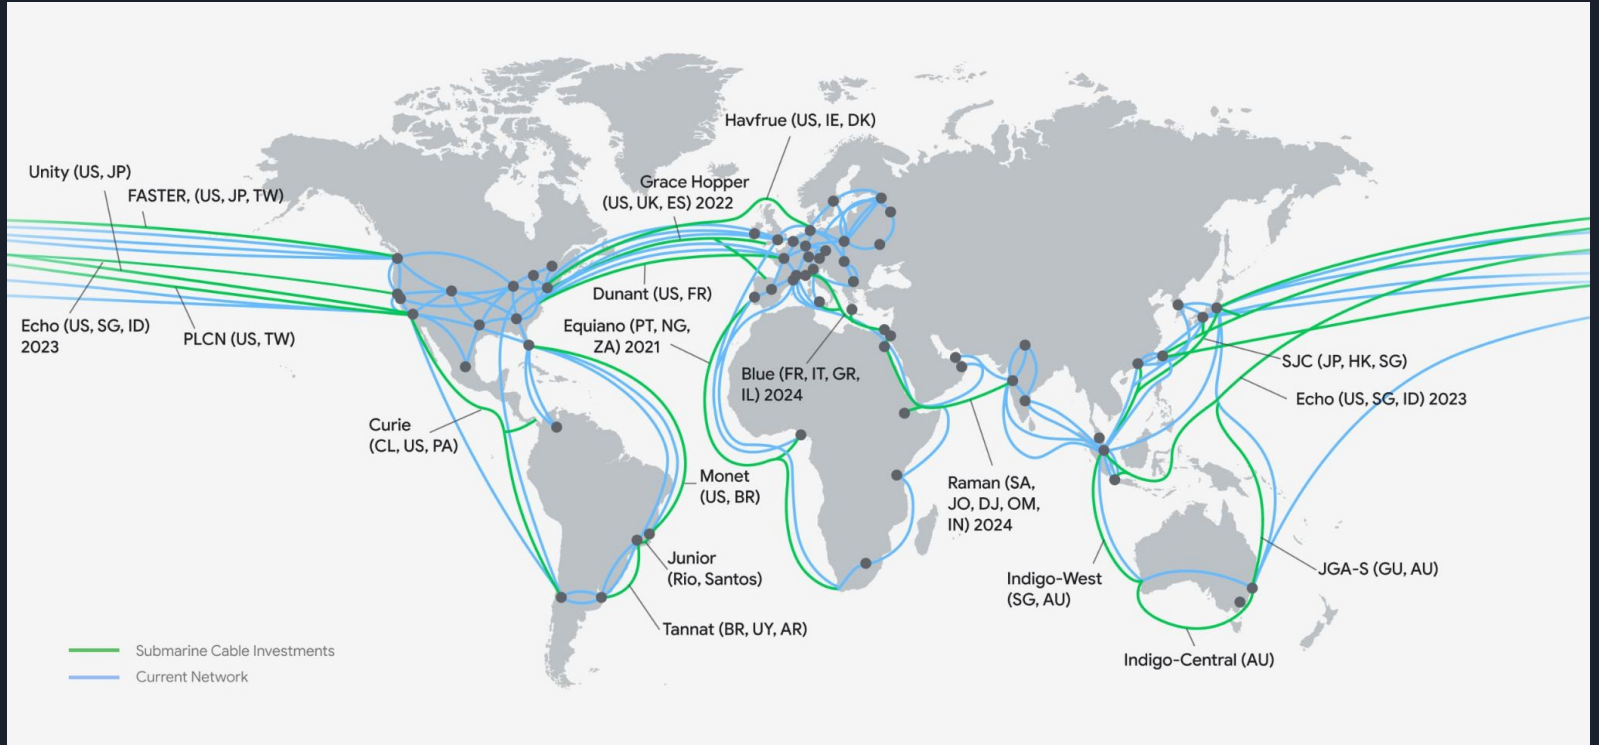 Havfrue (US, IE, DK)
Unity (US, JP)
FASTER, (US, JP, TW)
Grace Hopper
(US, UK, ES) 2022
Dunant (US, FR)
Echo (US, SG, ID)
2023
PLCN (US, TW)
Equiano (PT, NG,
ZA) 2021
Blue (FR, IT, GR,
IL) 2024
SJC (JP, HK, SG)
Echo (US, SG, ID) 2023
Curie
(CL, US, PA)
Monet
(US, BR)
Raman (SA,
JO, DJ, OM,
IN) 2024
Junior
(Rio, Santos)
Indigo-West
(SG, AU)
JGA-S (GU, AU)
Tannat (BR, UY, AR)
Indigo-Central (AU)
Submarine Cable Investments
Current Network